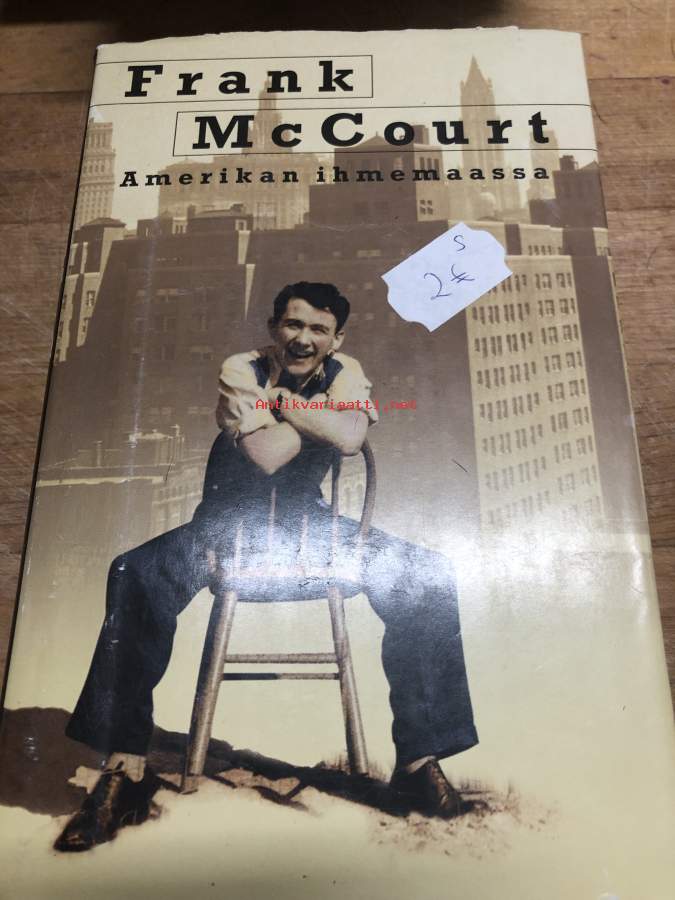 Frank
McCourt
Amerikan ihmemaassa
S
2€
Antikvariaatti.net